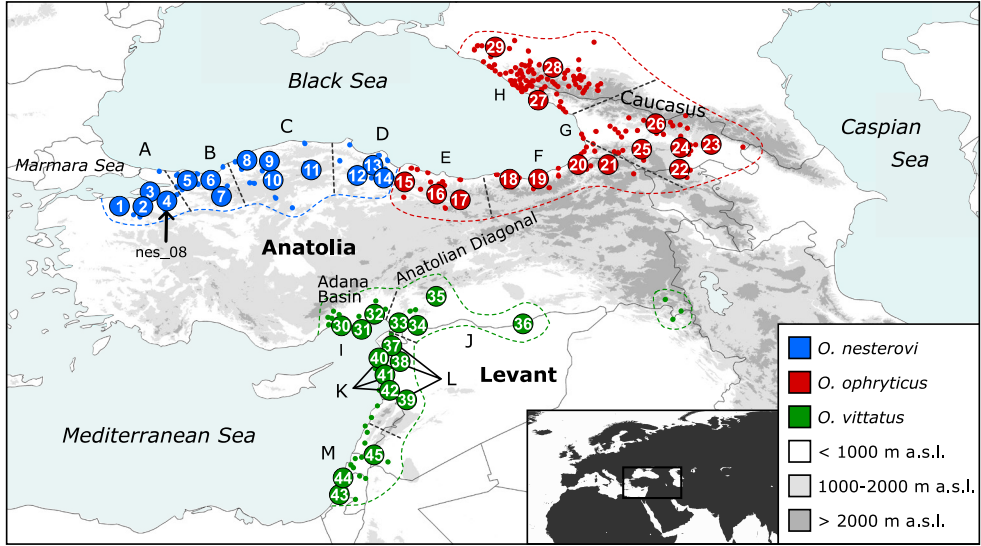 29
28
Black Sea
H
27
Caucasus
C
G
26
Caspian
Sea
A
B
D
23
Marmara Sea
8
9
13
E
F
25
24
10
11
12
14
20
21
22
5
6
15
18
19
3
7
16
17
1
2
4
nes_08
Anatolia
Anatolian Diagonal
Adana
Basin
35
32
30
31
33
34
36
I
J
37
40
38
41
Levant
K
L
42
39
Mediterranean Sea
M
45
44
43
O. nesterovi
O. ophryticus
O. vittatus
< 1000 m a.s.l.
1000-2000 m a.s.l.
> 2000 m a.s.l.